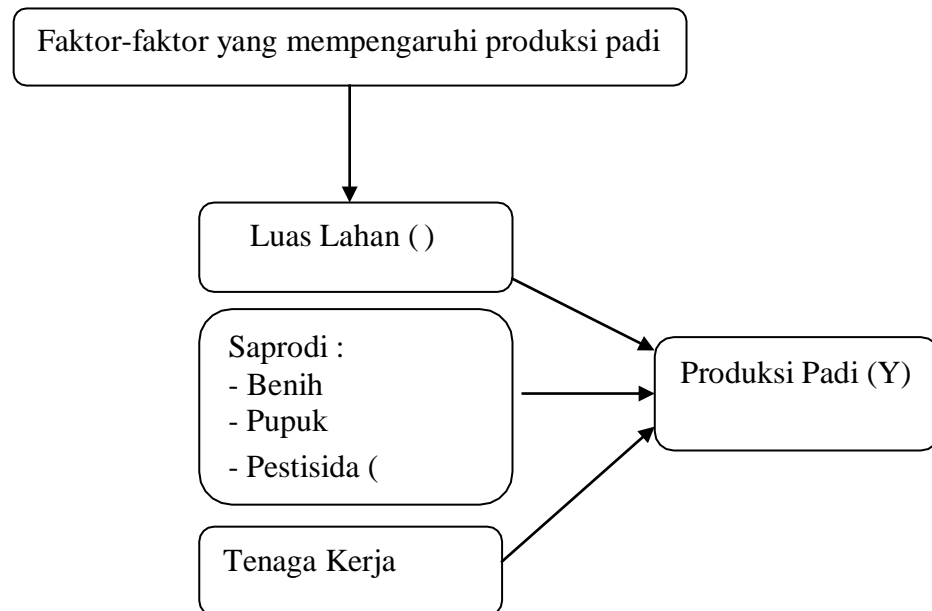 Faktor-faktor yang mempengaruhi produksi padi
Luas Lahan ( )
Saprodi :
- Benih
- Pupuk
- Pestisida (
Produksi Padi (Y)
Tenaga Kerja